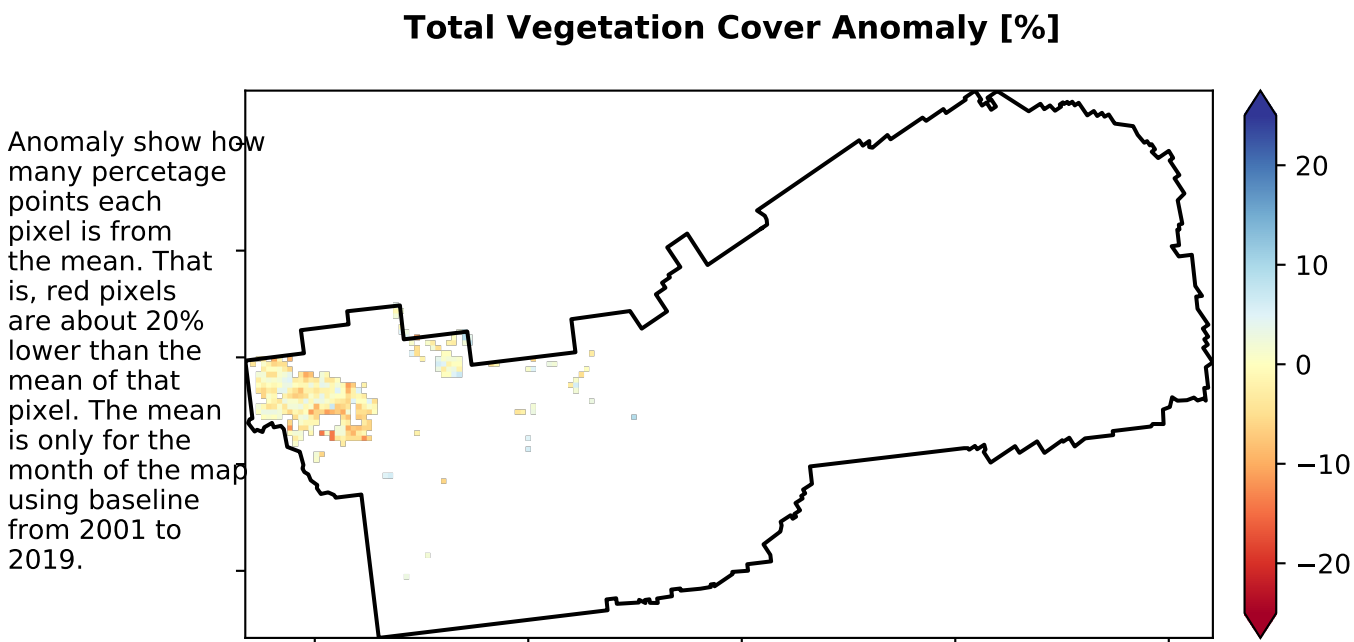 Total Vegetation Cover Anomaly [%]
Anomaly show how
many percetage
points each
pixel is from
the mean. That
is, red pixels
are about 20%
lower than the
mean of that
pixel. The mean
is only for the
month of the map
using baseline
from 2001 to
2019.
20
10
0
−10
−20